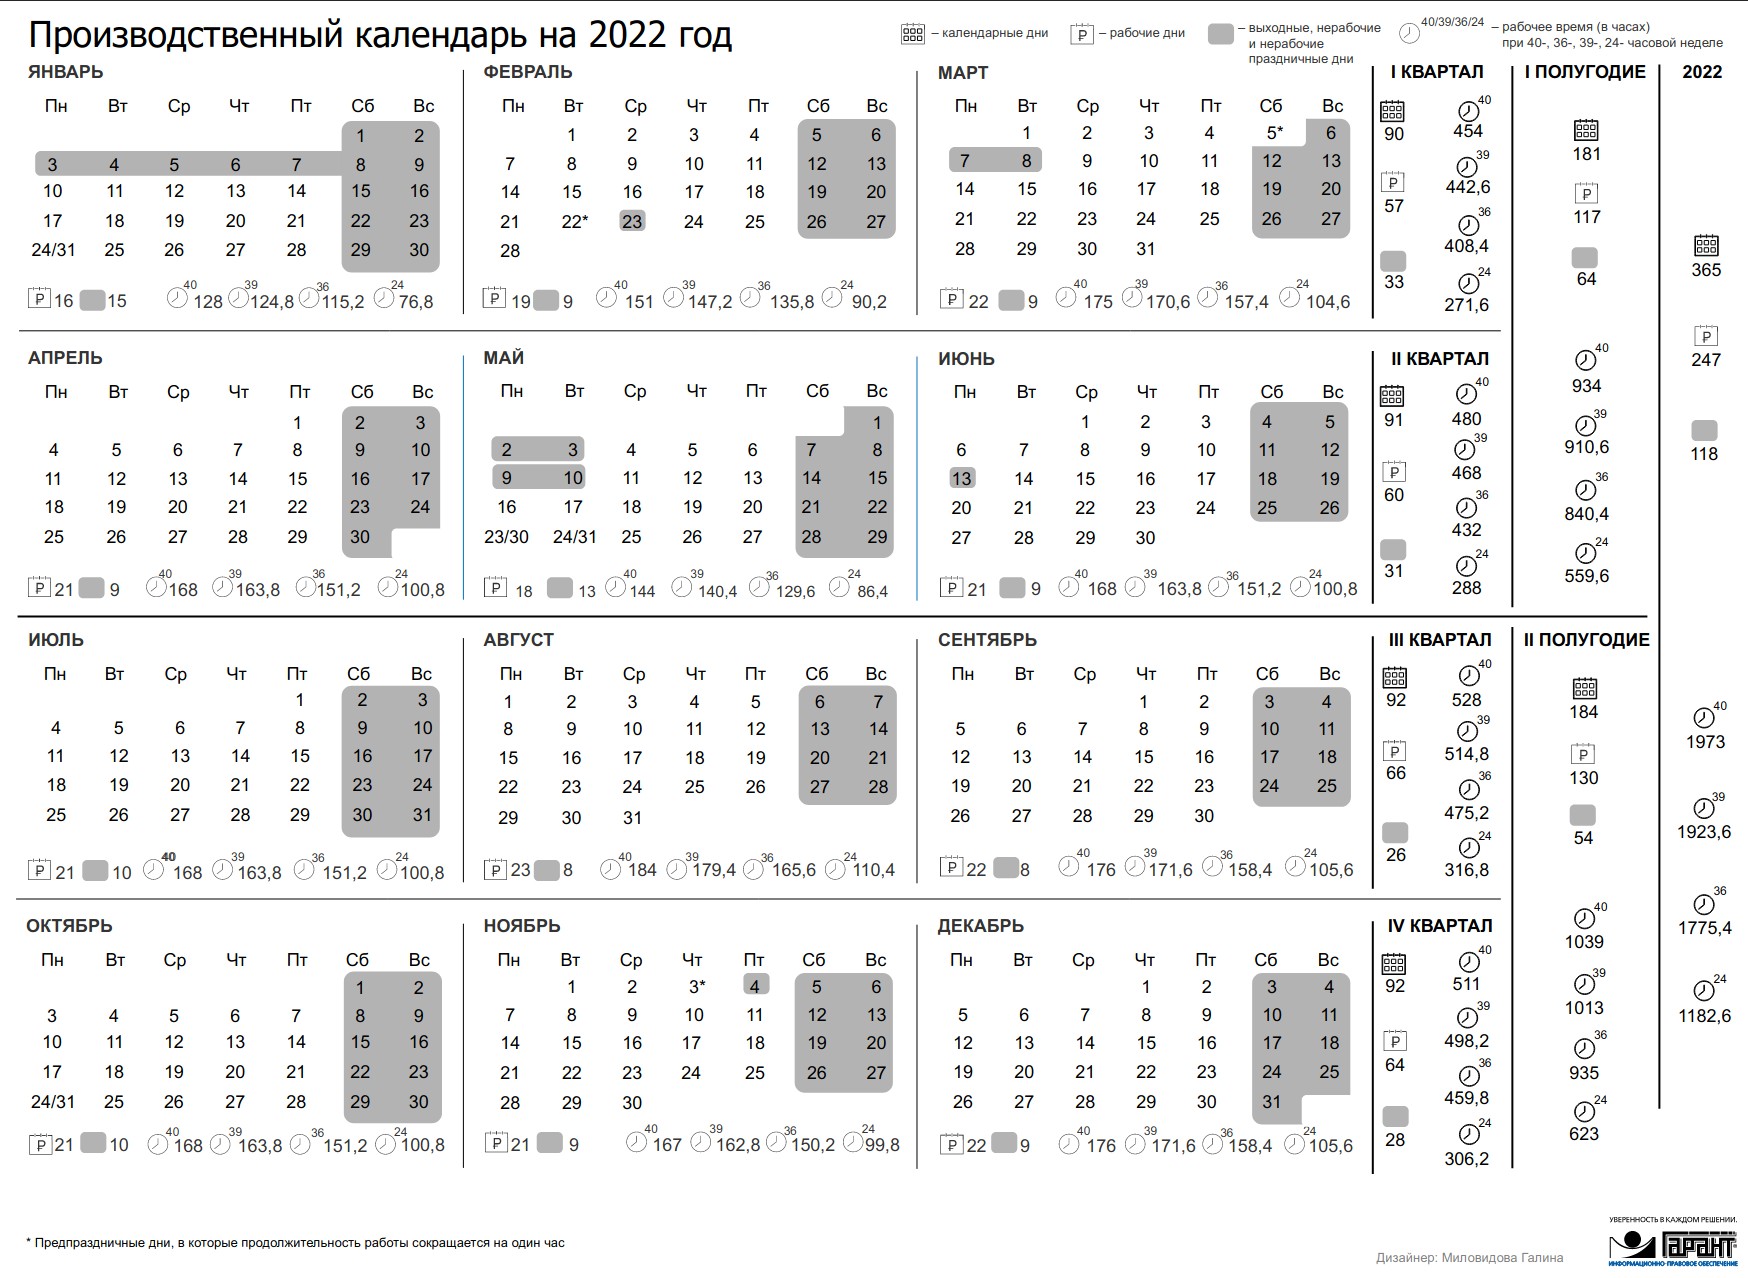 Производственный календарь на 2022 год
– календарные дни
– рабочие дни
– выходные, нерабочие
и нерабочие
праздничные дни
40/39/36/24
– рабочее время (в часах)
при 40-, 36-, 39-, 24- часовой неделе
ЯНВАРЬ
Пн Вт Ср Чт Пт Сб Вс
1 2
3 4 5 6 7 8 9
10 11 12 13 14 15 16
17 18 19 20 21 22 23
24/31 25 26 27 28 29 30
16 15 40 128 39 124,8 36 115,2 24 76,8
ФЕВРАЛЬ
Пн Вт Ср Чт Пт Сб Вс
1 2 3 4 5 6
7 8 9 10 11 12 13
14 15 16 17 18 19 20
21 22* 23 24 25 26 27
28
19 9 40 151 39 147,2 36 135,8 24 90,2
МАРТ
Пн Вт Ср Чт Пт Сб Вс
1 2 3 4 5* 6
7 8 9 10 11 12 13
14 15 16 17 18 19 20
21 22 23 24 25 26 27
28 29 30 31
22 9 40 175 39 170,6 36 157,4 24 104,6
I КВАРТАЛ
90
57
33
40
454
39
442,6
36
408,4
24
271,6
I ПОЛУГОДИЕ
181
117
64
40
934
39
910,6
36
840,4
24
559,6
2022
365
247
118
40
1973
39
1923,6
36
1775,4
24
1182,6
АПРЕЛЬ
Пн Вт Ср Чт Пт Сб Вс
1 2 3
4 5 6 7 8 9 10
11 12 13 14 15 16 17
18 19 20 21 22 23 24
25 26 27 28 29 30
21 9 40 168 39 163,8 36 151,2 24 100,8
МАЙ
Пн Вт Ср Чт Пт Сб Вс
1
2 3 4 5 6 7 8
9 10 11 12 13 14 15
16 17 18 19 20 21 22
23/30 24/31 25 26 27 28 29
18 13 40 144 39 140,4 36 129,6 24 86,4
ИЮНЬ
Пн Вт Ср Чт Пт Сб Вс
1 2 3 4 5
6 7 8 9 10 11 12
13 14 15 16 17 18 19
20 21 22 23 24 25 26
27 28 29 30
21 9 40 168 39 163,8 36 151,2 24 100,8
II КВАРТАЛ
91
60
31
40
480
39
468
36
432
24
288
ИЮЛЬ
Пн Вт Ср Чт Пт Сб Вс
1 2 3
4 5 6 7 8 9 10
11 12 13 14 15 16 17
18 19 20 21 22 23 24
25 26 27 28 29 30 31
21 10 40 168 39 163,8 36 151,2 24 100,8
АВГУСТ
Пн Вт Ср Чт Пт Сб Вс
1 2 3 4 5 6 7
8 9 10 11 12 13 14
15 16 17 18 19 20 21
22 23 24 25 26 27 28
29 30 31
23 8 40 184 39 179,4 36 165,6 24 110,4
СЕНТЯБРЬ
Пн Вт Ср Чт Пт Сб Вс
1 2 3 4
5 6 7 8 9 10 11
12 13 14 15 16 17 18
19 20 21 22 23 24 25
26 27 28 29 30
22 8 40 176 39 171,6 36 158,4 24 105,6
III КВАРТАЛ
92
66
26
40
528
39
514,8
36
475,2
24
316,8
II ПОЛУГОДИЕ
184
130
54
40
1039
39
1013
36
935
24
623
ОКТЯБРЬ
Пн Вт Ср Чт Пт Сб Вс
1 2
3 4 5 6 7 8 9
10 11 12 13 14 15 16
17 18 19 20 21 22 23
24/31 25 26 27 28 29 30
21 10 40 168 39 163,8 36 151,2 24 100,8
НОЯБРЬ
Пн Вт Ср Чт Пт Сб Вс
1 2 3* 4 5 6
7 8 9 10 11 12 13
14 15 16 17 18 19 20
21 22 23 24 25 26 27
28 29 30
21 9 40 167 39 162,8 36 150,2 24 99,8
ДЕКАБРЬ
Пн Вт Ср Чт Пт Сб Вс
1 2 3 4
5 6 7 8 9 10 11
12 13 14 15 16 17 18
19 20 21 22 23 24 25
26 27 28 29 30 31
22 9 40 176 39 171,6 36 158,4 24 105,6
IV КВАРТАЛ
92
64
28
40
511
39
498,2
36
459,8
24
306,2
* Предпраздничные дни, в которые продолжительность работы сокращается на один час
Дизайнер: Миловидова Галина
УВЕРЕННОСТЬ В КАЖДОМ РЕШЕНИИ.
ГАРАНТ
ИНФОРМАЦИОННО-ПРАВОВОЕ ОБЕСПЕЧЕНИЕ